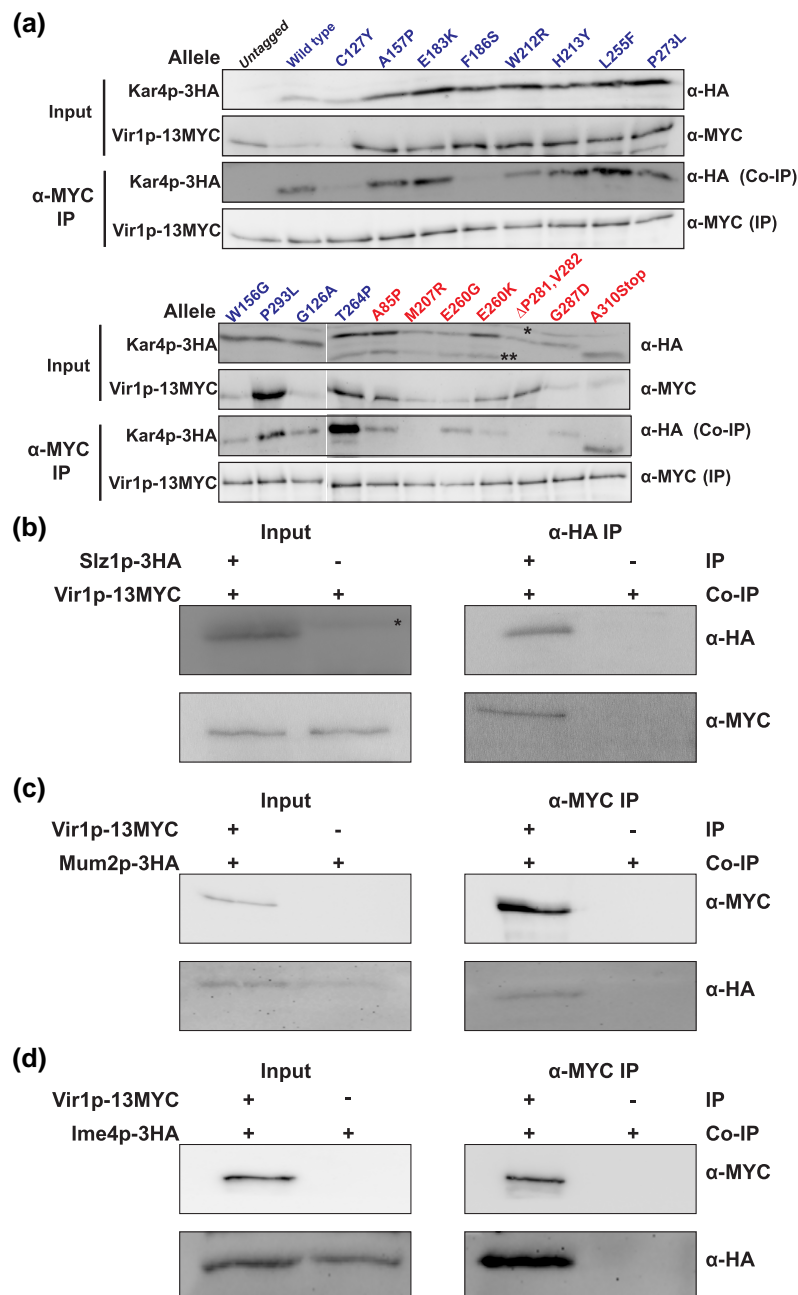 (a)
Allele Untagged Wild type C127Y A157P E183K F186S W212R H213Y L255F P273L
Input Kar4p-3HA α-HA
Vir1p-13MYC α-MYC
α-MYC IP Kar4p-3HA α-HA (Co-IP)
Vir1p-13MYC α-MYC (IP)
Allele W156G P293L G126A T264P A85P M207R E260G E260K ΔP281,V282 G287D A310Stop
Input Kar4p-3HA * ** α-HA
Vir1p-13MYC α-MYC
α-MYC IP Kar4p-3HA α-HA (Co-IP)
Vir1p-13MYC α-MYC (IP)
(b)
Input α-HA IP
Slz1p-3HA + - + - IP
Vir1p-13MYC + + + + Co-IP
* α-HA
α-MYC
(c)
Input α-MYC IP
Vir1p-13MYC + - + - IP
Mum2p-3HA + + + + Co-IP
α-MYC
α-HA
(d)
Input α-MYC IP
Vir1p-13MYC + - + - IP
Ime4p-3HA + + + + Co-IP
α-MYC
α-HA